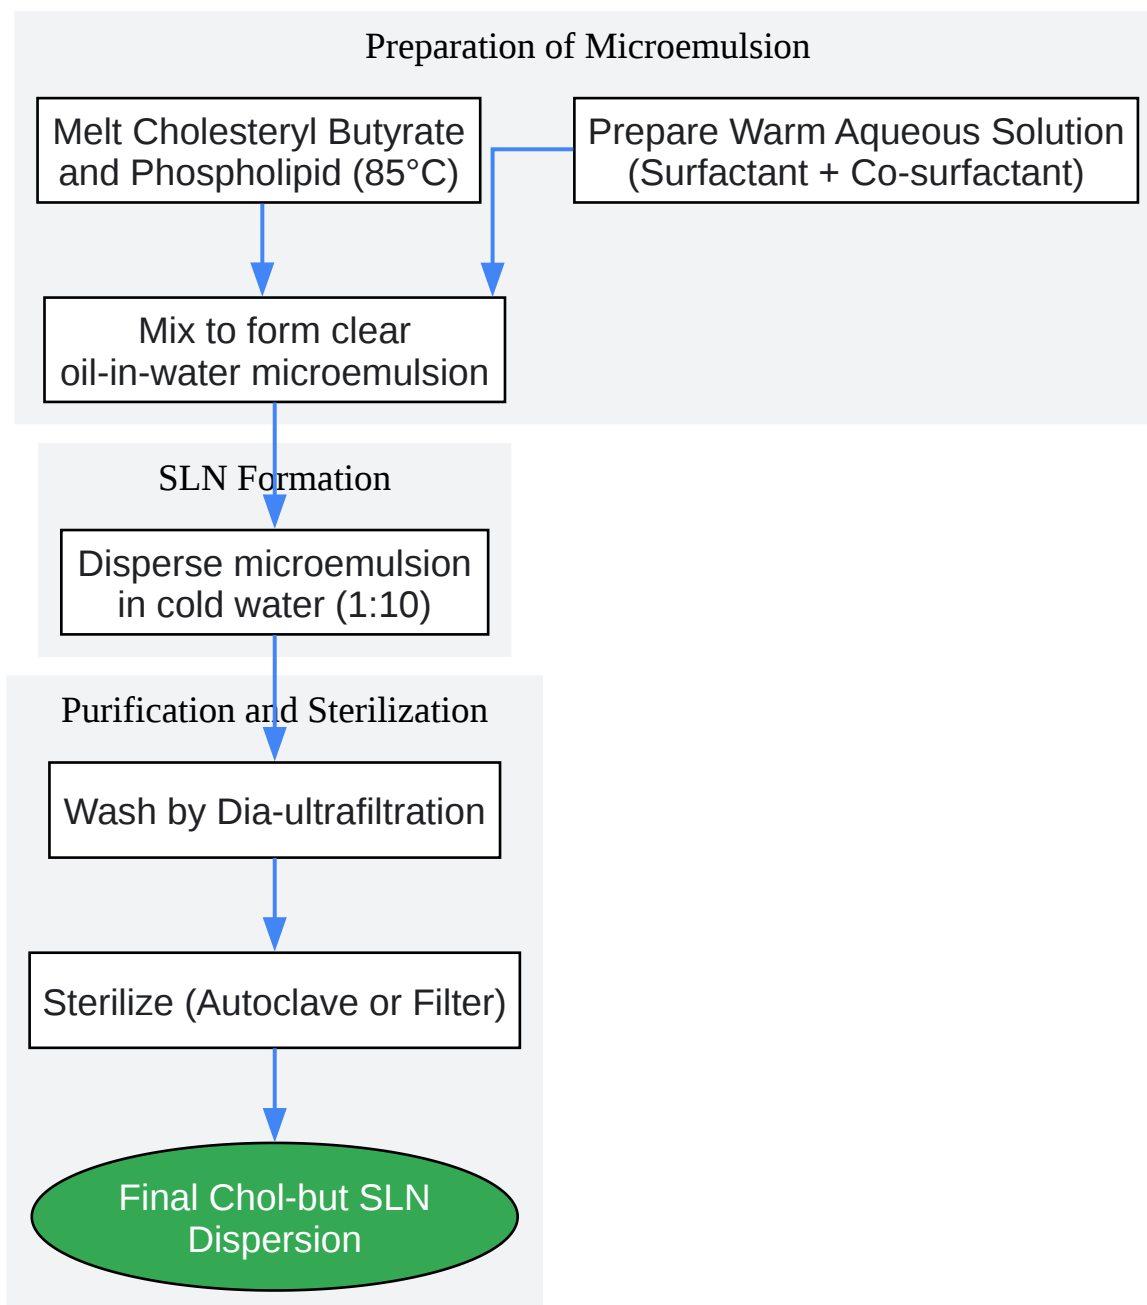 Preparation of Microemulsion
Melt Cholesteryl Butyrate
and Phospholipid (85°C)
Prepare Warm Aqueous Solution
(Surfactant + Co-surfactant)
Mix to form clear
oil-in-water microemulsion
SLN Formation
Disperse microemulsion
in cold water (1:10)
Purification and Sterilization
Wash by Dia-ultrafiltration
Sterilize (Autoclave or Filter)
Final Chol-but SLN
Dispersion